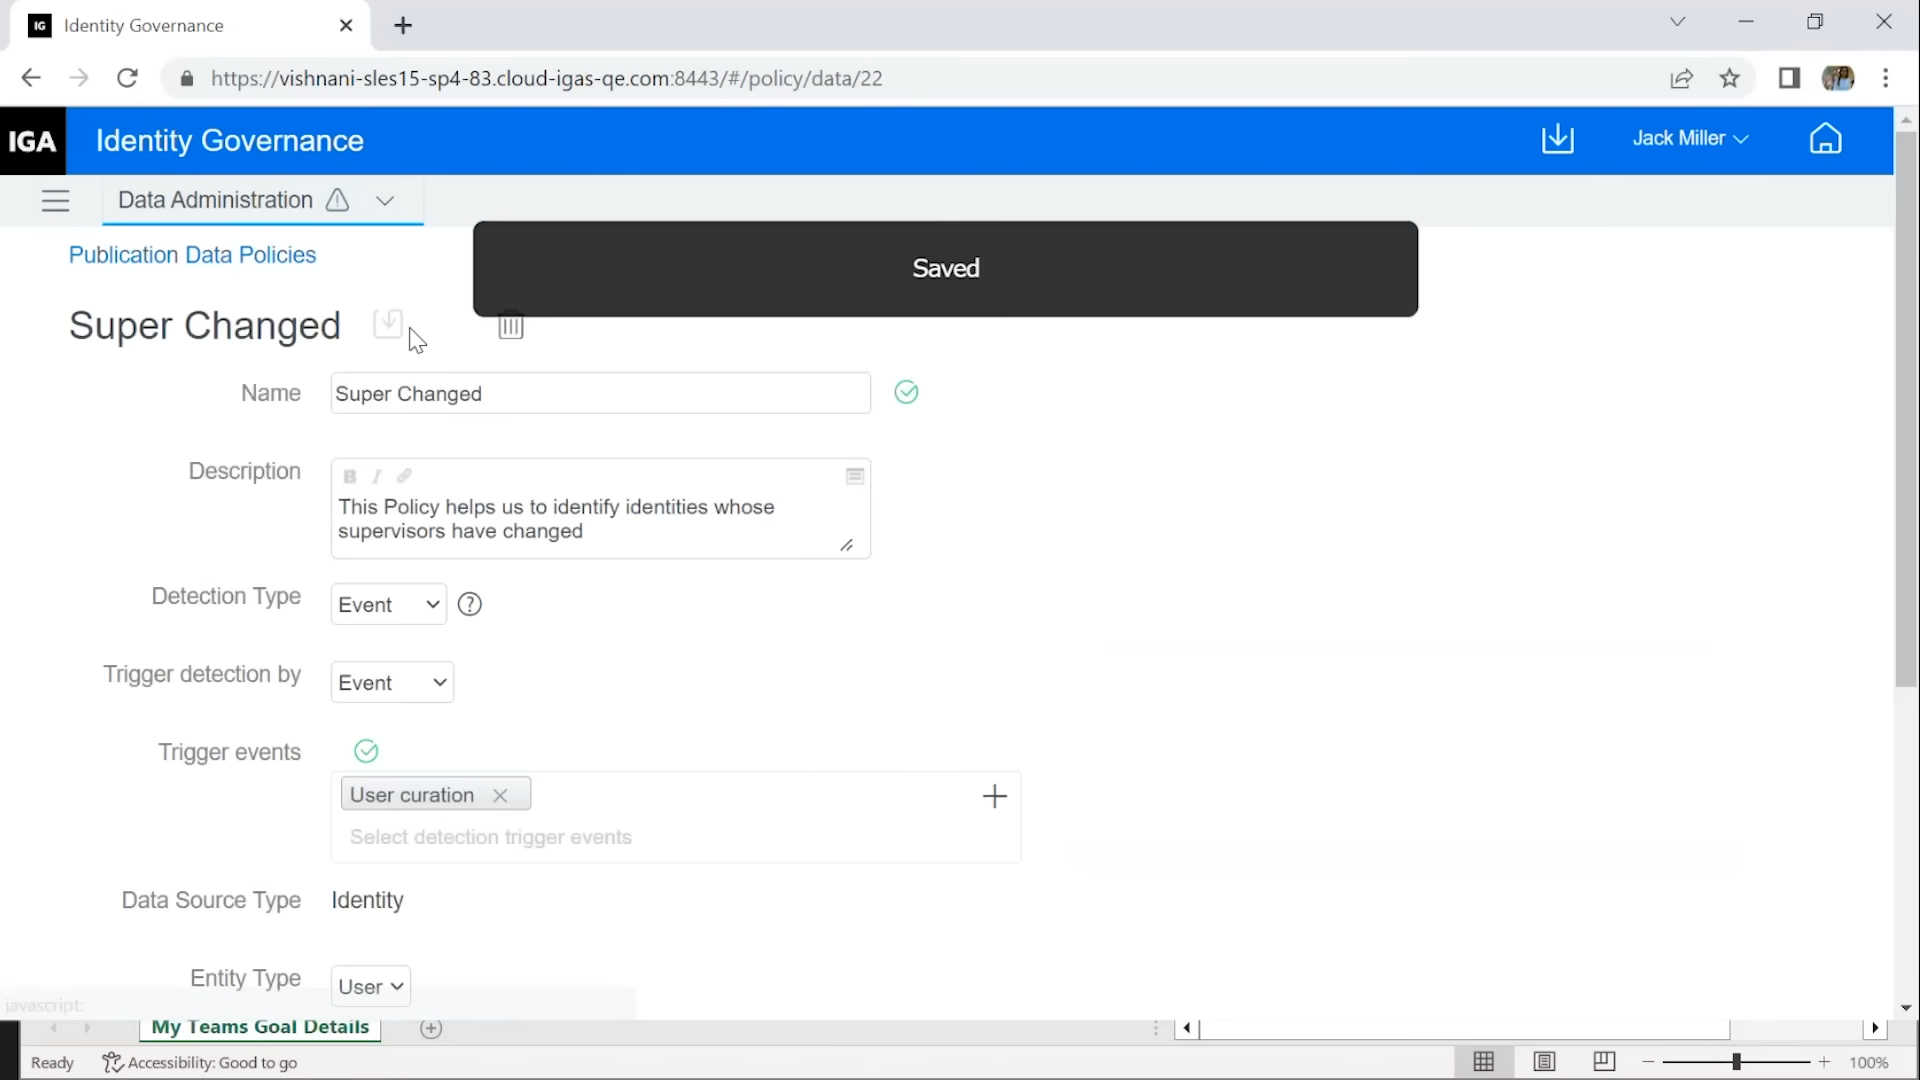 IG Identity Governance
https://vishnani-sles15-sp4-83.cloud-igas-qe.com:8443/#/policy/data/22
IGA Identity Governance Jack Miller
Data Administration
Publication Data Policies
Saved
Super Changed
Name Super Changed
Description B I
This Policy helps us to identify identities whose
supervisors have changed
Detection Type Event ?
Trigger detection by Event
Trigger events
User curation
Select detection trigger events
Data Source Type Identity
Entity Type User
javascript:
My Teams Goal Details
Ready Accessibility: Good to go 100%